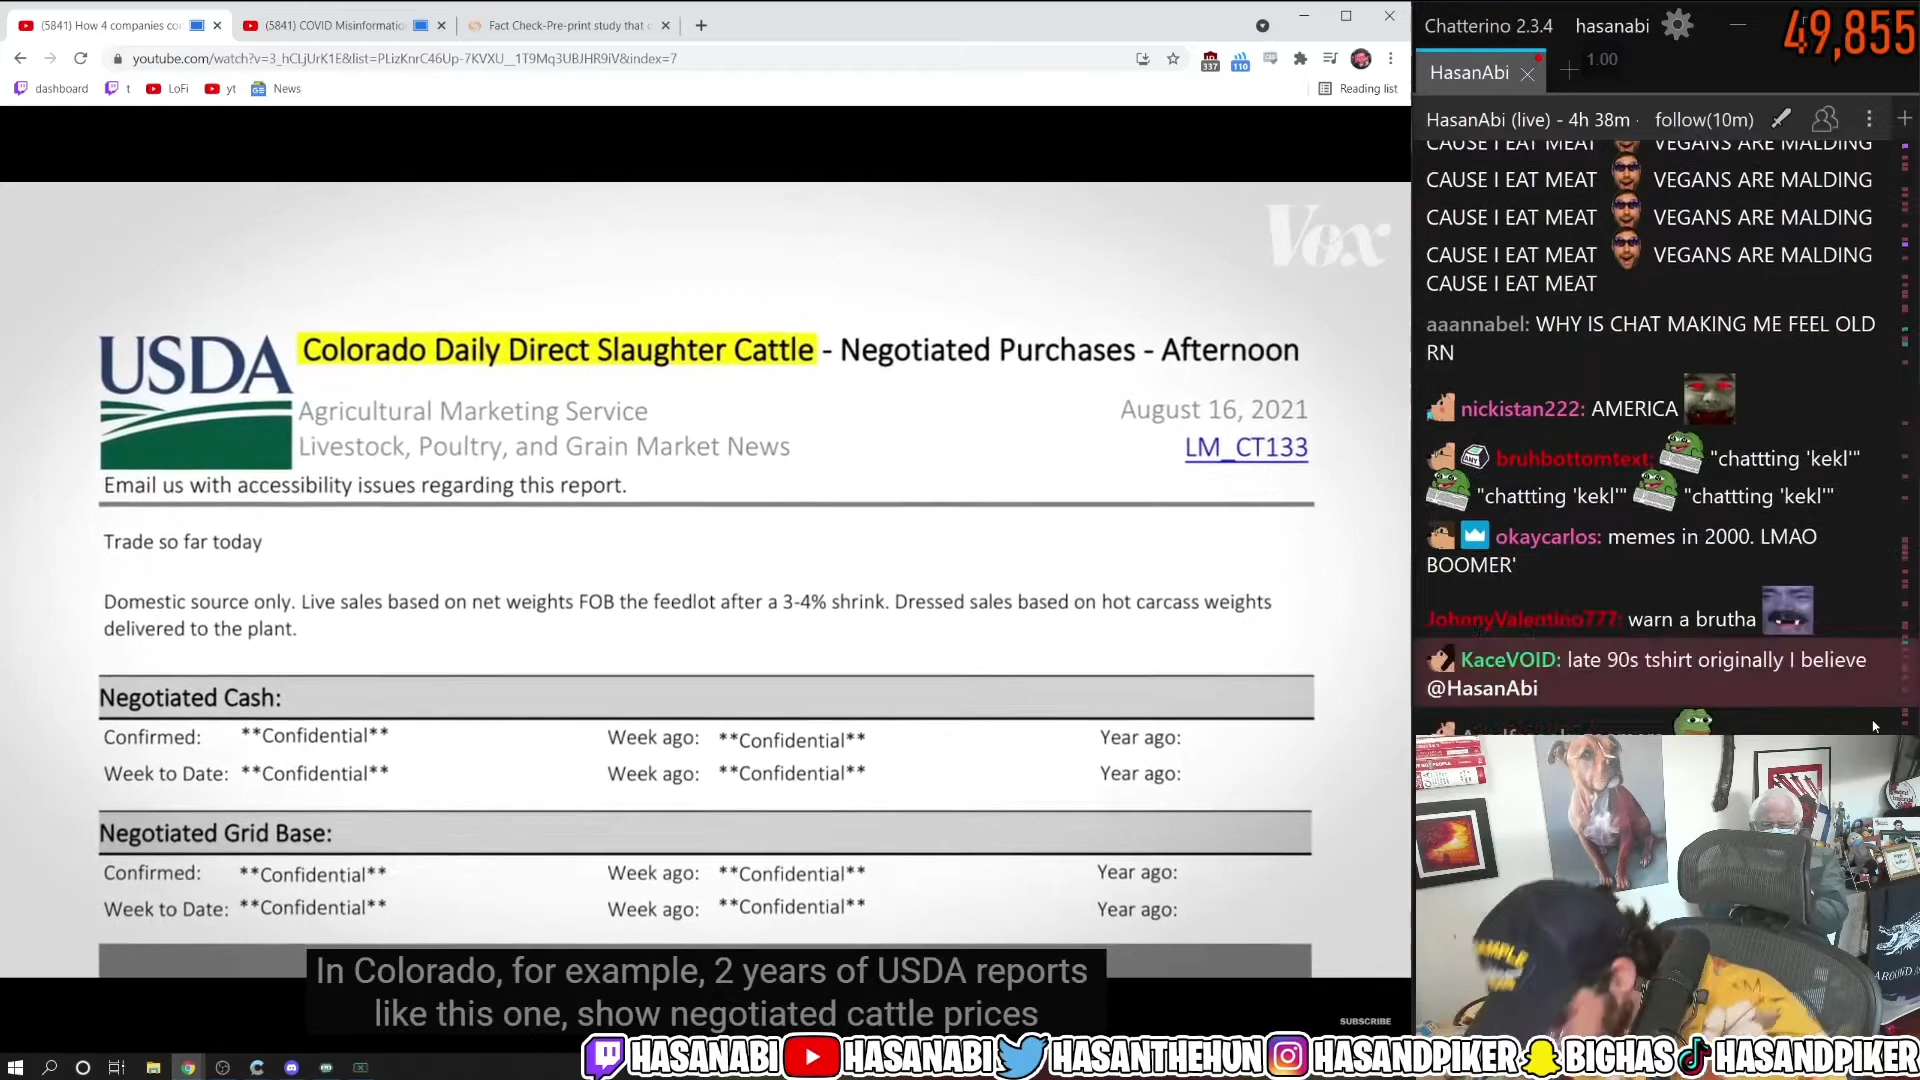 (5841) How 4 companies co
(5841) COVID Misinformatio
Fact Check-Pre-print study that c
youtube.com/watch?v=3_hCLjUrK1E&list=PLizKnrC46Up-7KVXU__1T9Mq3UBJHR9iV&index=7
337
110
dashboard
t
LoFi
yt
News
Reading list
Vox
USDA
Colorado Daily Direct Slaughter Cattle - Negotiated Purchases - Afternoon
Agricultural Marketing Service
August 16, 2021
Livestock, Poultry, and Grain Market News
LM_CT133
Email us with accessibility issues regarding this report.
Trade so far today
Domestic source only. Live sales based on net weights FOB the feedlot after a 3-4% shrink. Dressed sales based on hot carcass weights
delivered to the plant.
Negotiated Cash:
Confirmed: **Confidential** Week ago: **Confidential** Year ago:
Week to Date: **Confidential** Week ago: **Confidential** Year ago:
Negotiated Grid Base:
Confirmed: **Confidential** Week ago: **Confidential** Year ago:
Week to Date: **Confidential** Week ago: **Confidential** Year ago:
In Colorado, for example, 2 years of USDA reports
like this one, show negotiated cattle prices
SUBSCRIBE
Chatterino 2.3.4 hasanabi
49,855
HasanAbi
1.00
HasanAbi (live) - 4h 38m · follow(10m)
CAUSE I EAT MEAT VEGANS ARE MALDING
CAUSE I EAT MEAT VEGANS ARE MALDING
CAUSE I EAT MEAT VEGANS ARE MALDING
CAUSE I EAT MEAT VEGANS ARE MALDING
CAUSE I EAT MEAT
aaannabel: WHY IS CHAT MAKING ME FEEL OLD
RN
nickistan222: AMERICA
bruhbottomtext: "chattting 'kekl'"
"chattting 'kekl'" "chattting 'kekl'"
okaycarlos: memes in 2000. LMAO
BOOMER'
JohnyValentino777: warn a brutha
KaceVOID: late 90s tshirt originally I believe
@HasanAbi
HASANABI HASANABI HASANTHEHUN HASANDPIKER BIGHAS HASANDPIKER